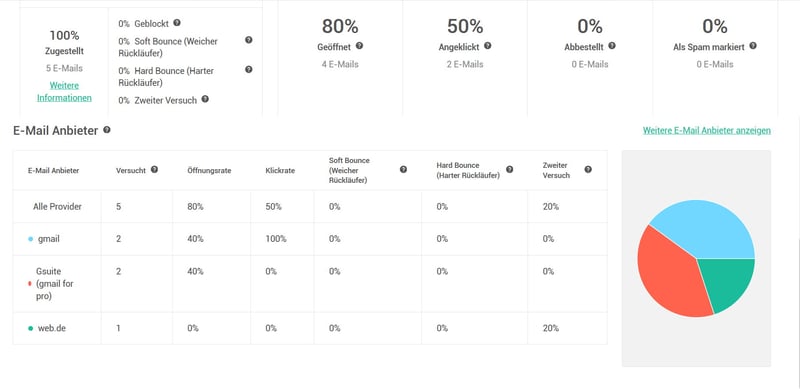 100%
Zugestellt
5 E-Mails
Weitere
Informationen
0% Geblockt
0% Soft Bounce (Weicher
Rückläufer)
0% Hard Bounce (Harter
Rückläufer)
0% Zweiter Versuch
80%
Geöffnet
4 E-Mails
50%
Angeklickt
2 E-Mails
0%
Abbestellt
0 E-Mails
0%
Als Spam markiert
0 E-Mails
E-Mail Anbieter
Weitere E-Mail Anbieter anzeigen
E-Mail Anbieter Versucht Öffnungsrate Klickrate Soft Bounce (Weicher Rückläufer) Hard Bounce (Harter Rückläufer) Zweiter Versuch
Alle Provider 5 80% 50% 0% 0% 20%
gmail 2 40% 100% 0% 0% 0%
Gsuite (gmail for pro) 2 40% 0% 0% 0% 0%
web.de 1 0% 0% 0% 0% 20%